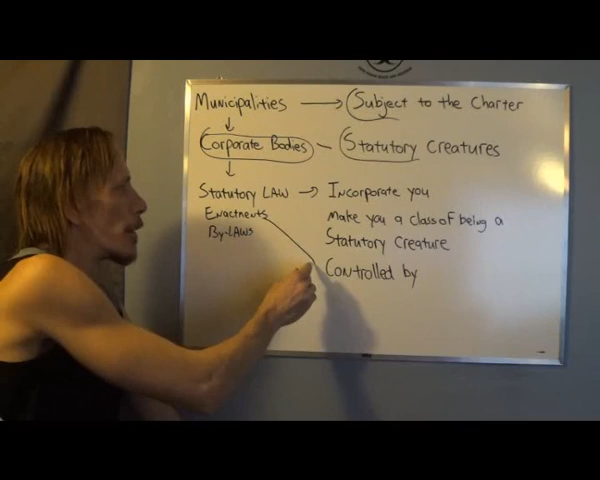 Municipalities → Subject to the Charter
Corporate Bodies – Statutory Creatures
Statutory LAW → Incorporate you
Enactments
Make you a class of being a
By-LAWS
Statutory Creature
Controlled by